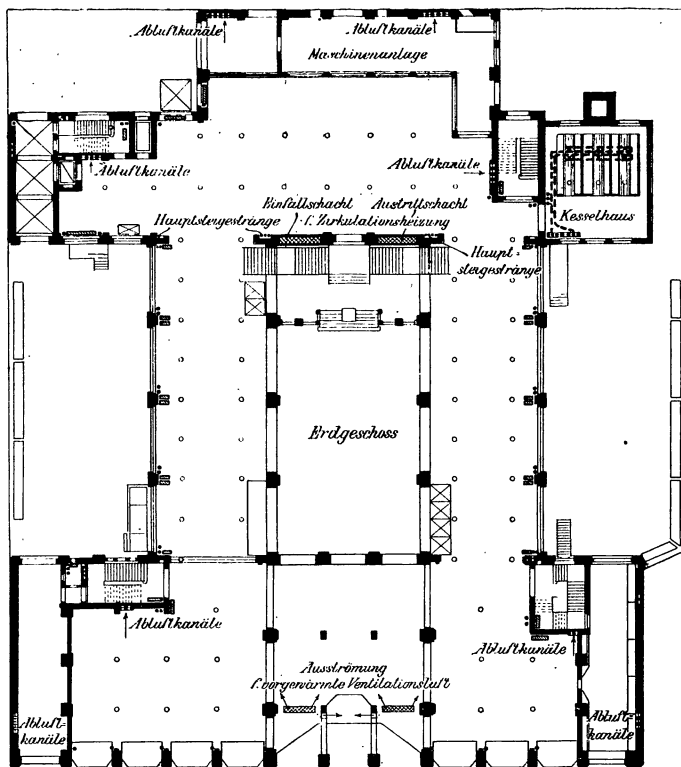 Abluftkanäle
Abluftkanäle
Maschinenanlage
Abluftkanäle
Abluftkanäle
Einfallschacht Austrittschacht
f. Zirkulationsheizung
Hauptsteigestränge
Kesselhaus
Haupt-
steigestränge
Erdgeschoss
Abluftkanäle
Abluftkanäle
Ausströmung
f. vorgewärmte Ventilationsluft
Abluft-
kanäle
Abluft-
kanäle